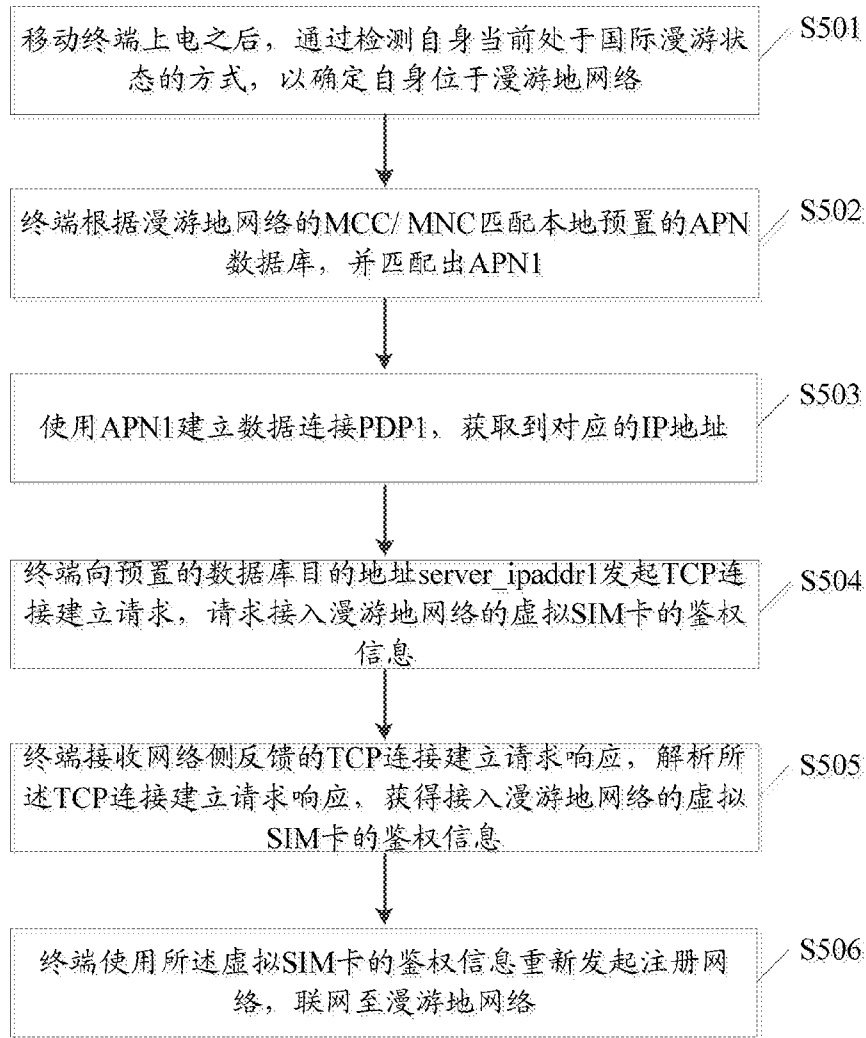 移动终端上电之后，通过检测自身当前处于国际漫游状
态的方式，以确定自身位于漫游地网络
S501
终端根据漫游地网络的MCC/ MNC匹配本地预置的APN
数据库，并匹配出APN1
S502
使用APN1建立数据连接PDP1，获取到对应的IP地址
S503
终端向预置的数据库目的地址server_ipaddr1发起TCP连
接建立请求，请求接入漫游地网络的虚拟SIM卡的鉴权
信息
S504
终端接收网络侧反馈的TCP连接建立请求响应，解析所
述TCP连接建立请求响应，获得接入漫游地网络的虚拟
SIM卡的鉴权信息
S505
终端使用所述虚拟SIM卡的鉴权信息重新发起注册网
络，联网至漫游地网络
S506